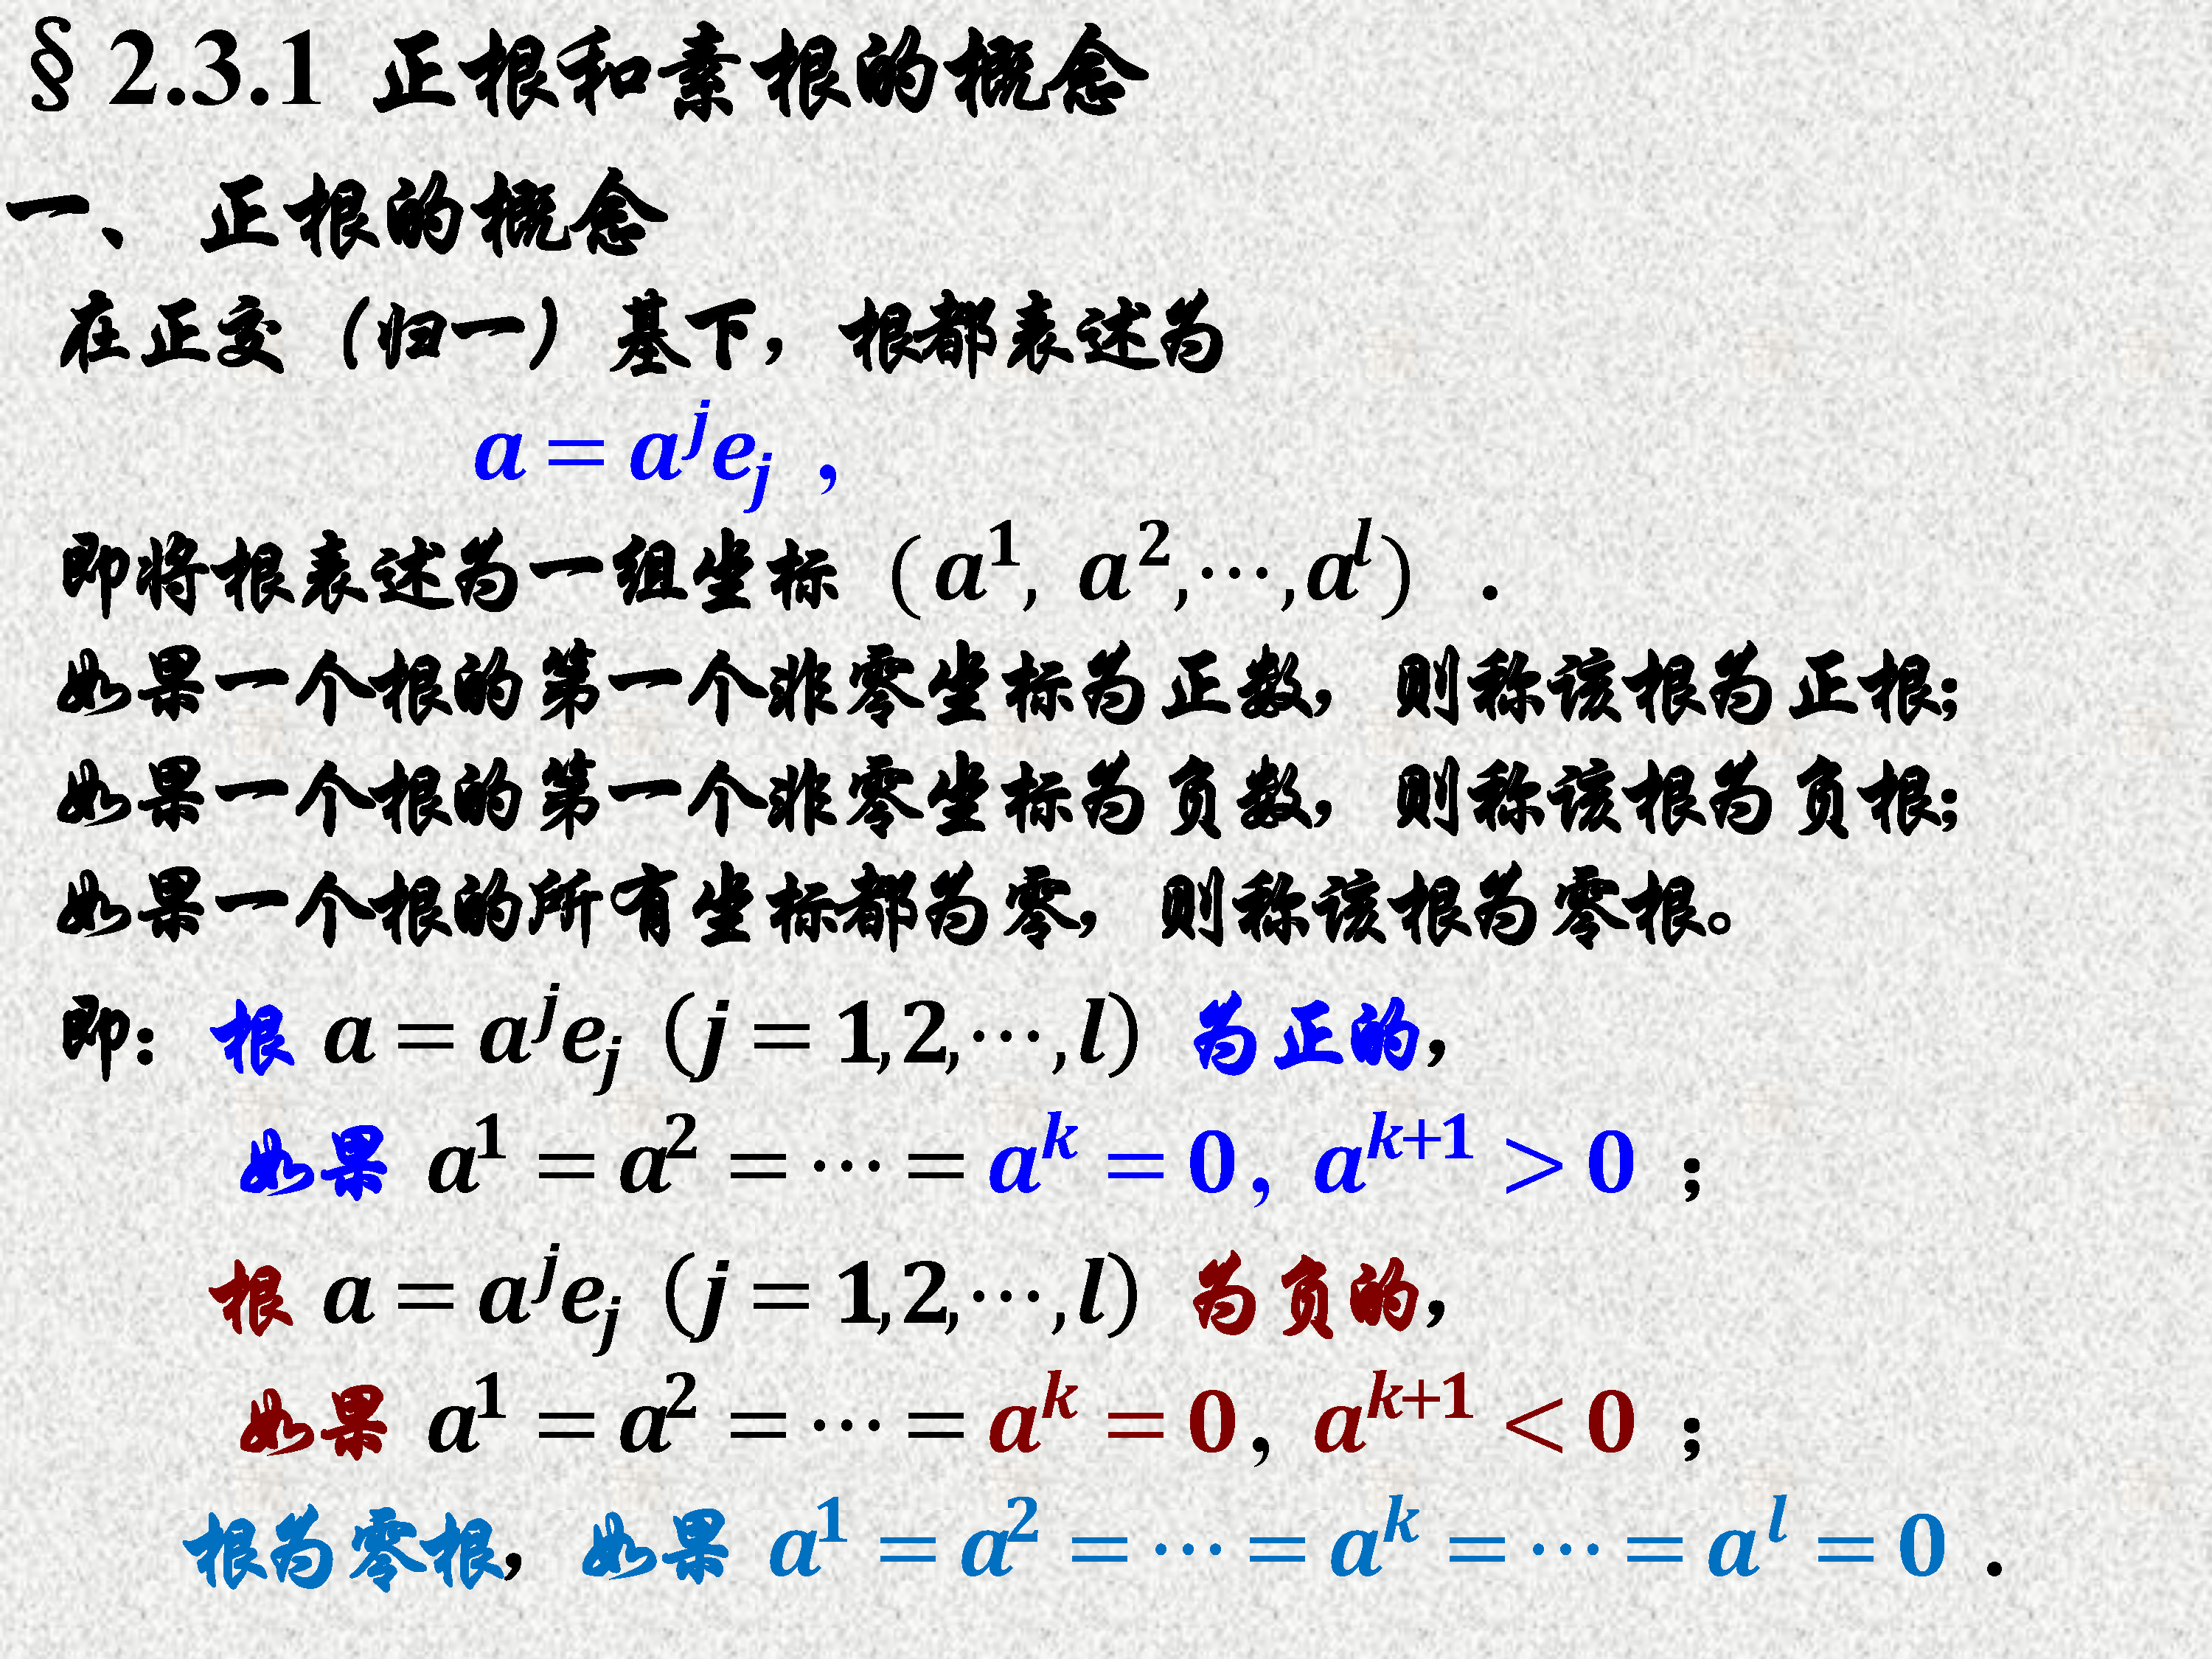 § 2.3.1 正根和素根的概念
一、 正根的概念
在正交（归一）基下，根都表述为
a = a^j e_j ,
即将根表述为一组坐标 (a^1, a^2,⋯,a^l) .
如果一个根的第一个非零坐标为正数，则称该根为正根；
如果一个根的第一个非零坐标为负数，则称该根为负根；
如果一个根的所有坐标都为零，则称该根为零根。
即：根 a = a^j e_j (j = 1,2,⋯,l) 为正的，
如果 a^1 = a^2 = ⋯ = a^k = 0, a^{k+1} > 0 ；
根 a = a^j e_j (j = 1,2,⋯,l) 为负的，
如果 a^1 = a^2 = ⋯ = a^k = 0, a^{k+1} < 0 ；
根为零根，如果 a^1 = a^2 = ⋯ = a^k = ⋯ = a^l = 0 .